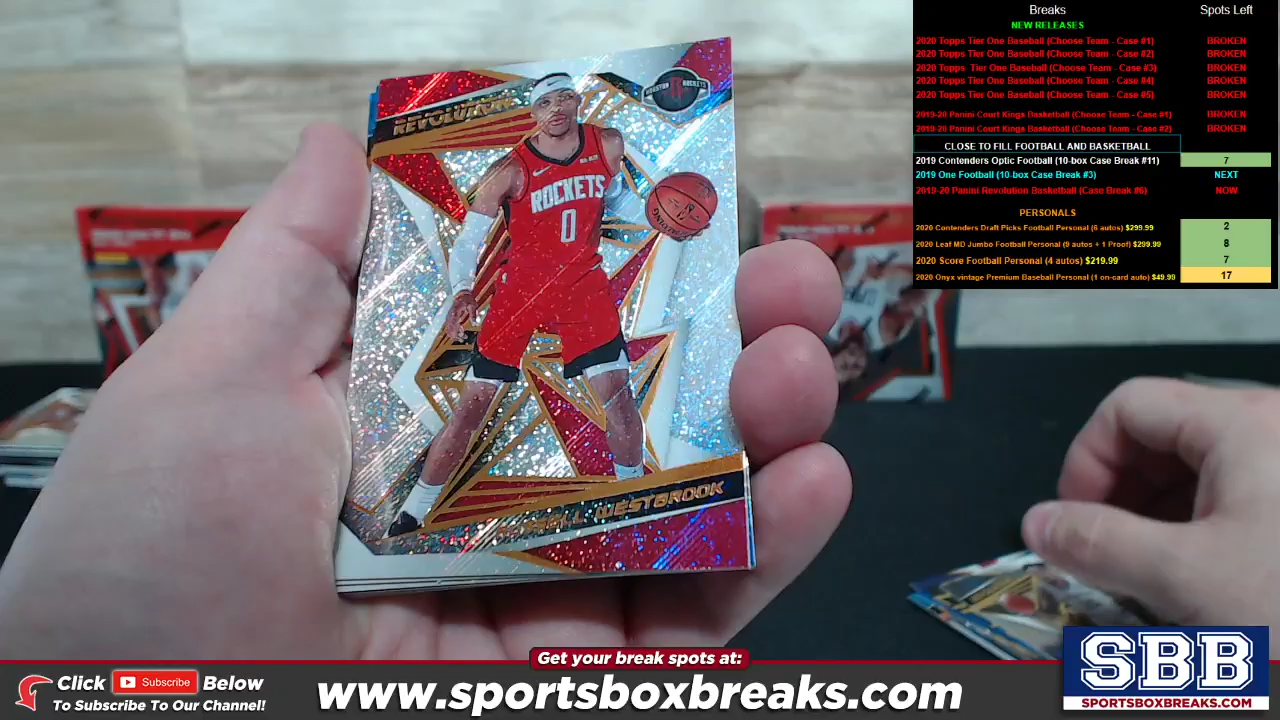 Breaks Spots Left
NEW RELEASES
2020 Topps Tier One Baseball (Choose Team - Case #1) BROKEN
2020 Topps Tier One Baseball (Choose Team - Case #2) BROKEN
2020 Topps Tier One Baseball (Choose Team - Case #3) BROKEN
2020 Topps Tier One Baseball (Choose Team - Case #4) BROKEN
2020 Topps Tier One Baseball (Choose Team - Case #5) BROKEN
2019-20 Panini Court Kings Basketball (Choose Team - Case #1) BROKEN
2019-20 Panini Court Kings Basketball (Choose Team - Case #2) BROKEN
CLOSE TO FILL FOOTBALL AND BASKETBALL
2019 Contenders Optic Football (10-box Case Break #11) 7
2019 One Football (10-box Case Break #3) NEXT
2019-20 Panini Revolution Basketball (Case Break #6) NOW
PERSONALS
2020 Contenders Draft Picks Football Personal (6 autos) $299.99 2
2020 Leaf MD Jumbo Football Personal (9 autos + 1 Proof) $299.99 8
2020 Score Football Personal (4 autos) $219.99 7
2020 Onyx vintage Premium Baseball Personal (1 on-card auto) $49.99 17
REVOLUTION
HOUSTON ROCKETS
ROCKETS
0
WESTBROOK
Get your break spots at:
Click Subscribe Below
To Subscribe To Our Channel!
www.sportsboxbreaks.com
SBB
SPORTSBOXBREAKS.COM